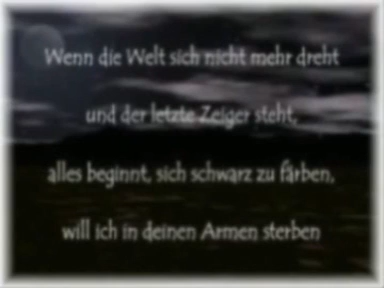 Wenn die Welt sich nicht mehr dreht
und der letzte Zeiger steht,
alles beginnt, sich schwarz zu färben,
will ich in deinen Armen sterben